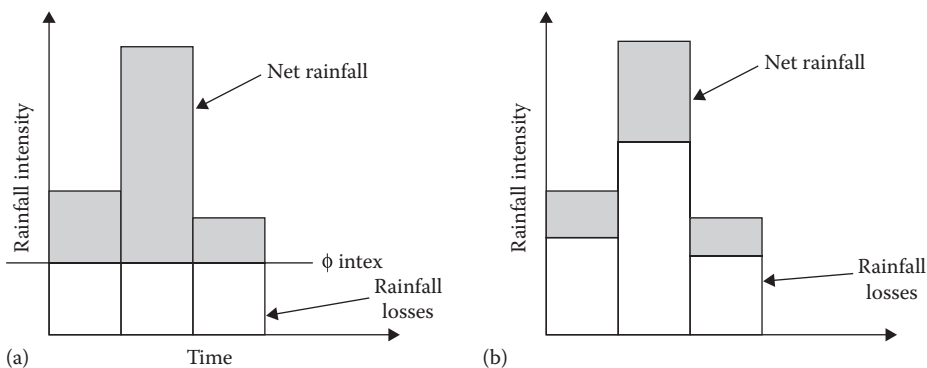 Rainfall intensity
Net rainfall
ϕ intex
Rainfall
losses
Time
(a)
Rainfall intensity
Net rainfall
Rainfall
losses
(b)